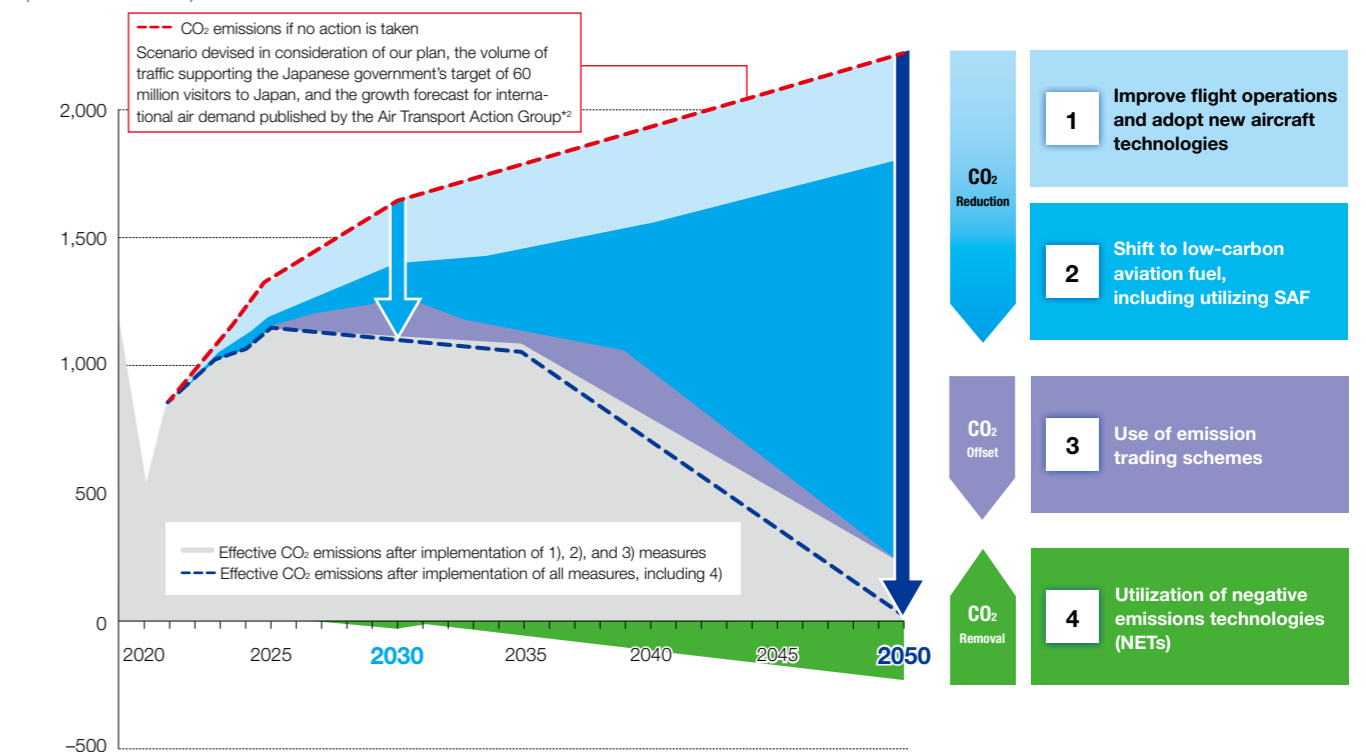 CO₂ emissions if no action is taken
Scenario devised in consideration of our plan, the volume of
traffic supporting the Japanese government's target of 60
million visitors to Japan, and the growth forecast for interna-
tional air demand published by the Air Transport Action Group*2
2,000
1,500
1,000
500
0
–500
Effective CO₂ emissions after implementation of 1), 2), and 3) measures
Effective CO₂ emissions after implementation of all measures, including 4)
2020
2025
2030
2035
2040
2045
2050
CO₂
Reduction
1
Improve flight operations
and adopt new aircraft
technologies
2
Shift to low-carbon
aviation fuel,
including utilizing SAF
CO₂
Offset
3
Use of emission
trading schemes
CO₂
Removal
4
Utilization of negative
emissions technologies
(NETs)